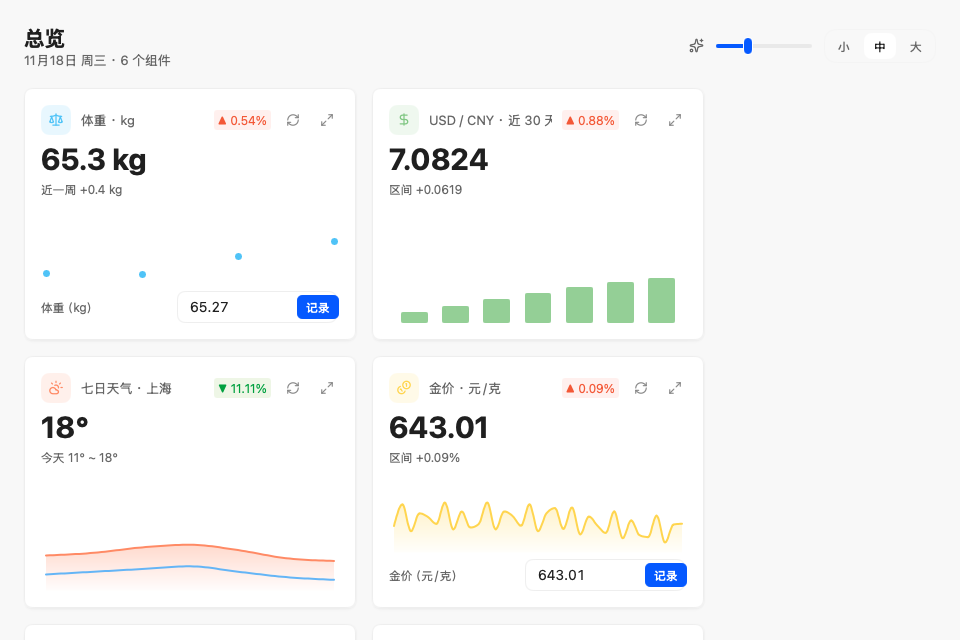 总览
11月18日 周三 · 6 个组件
小 中 大
体重 · kg
▲ 0.54%
65.3 kg
近一周 +0.4 kg
体重 (kg)
65.27
记录
USD / CNY · 近 30
▲ 0.88%
7.0824
区间 +0.0619
七日天气 · 上海
▼ 11.11%
18°
今天 11° ~ 18°
金价 · 元/克
▲ 0.09%
643.01
区间 +0.09%
金价 (元/克)
643.01
记录